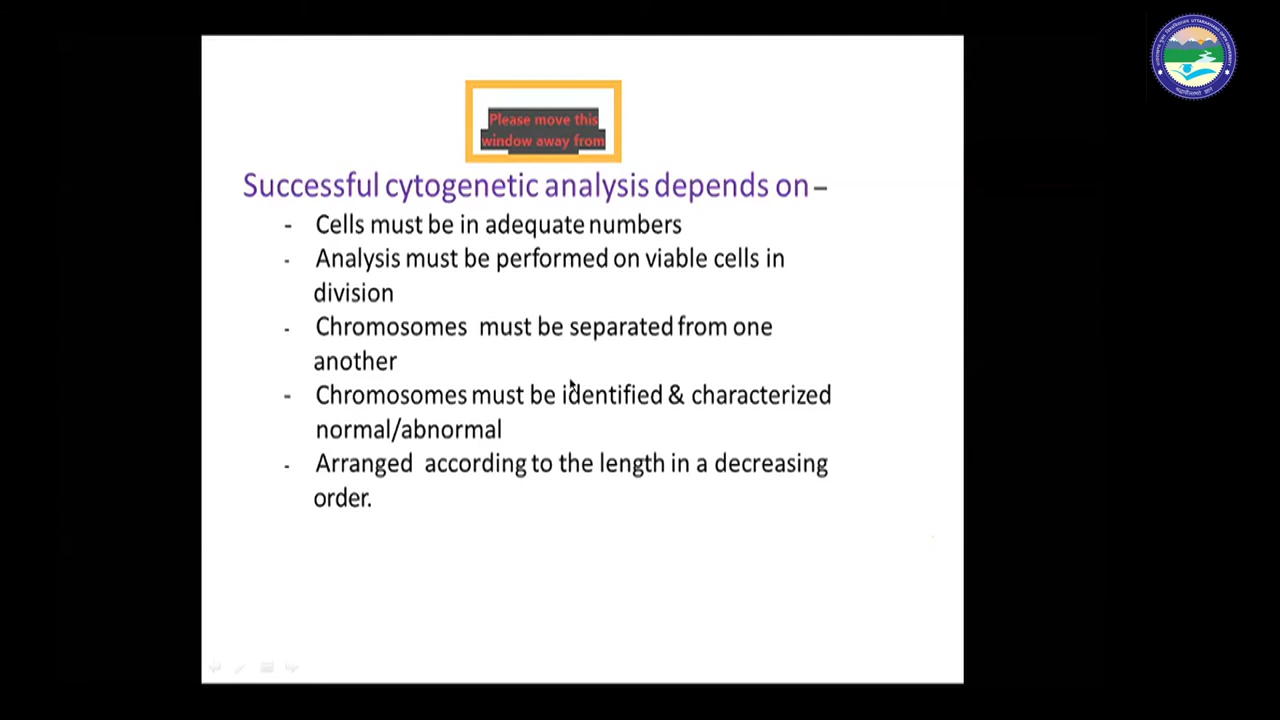 Please move this
window away from
Successful cytogenetic analysis depends on –
- Cells must be in adequate numbers
- Analysis must be performed on viable cells in
division
- Chromosomes must be separated from one
another
- Chromosomes must be identified & characterized
normal/abnormal
- Arranged according to the length in a decreasing
order.